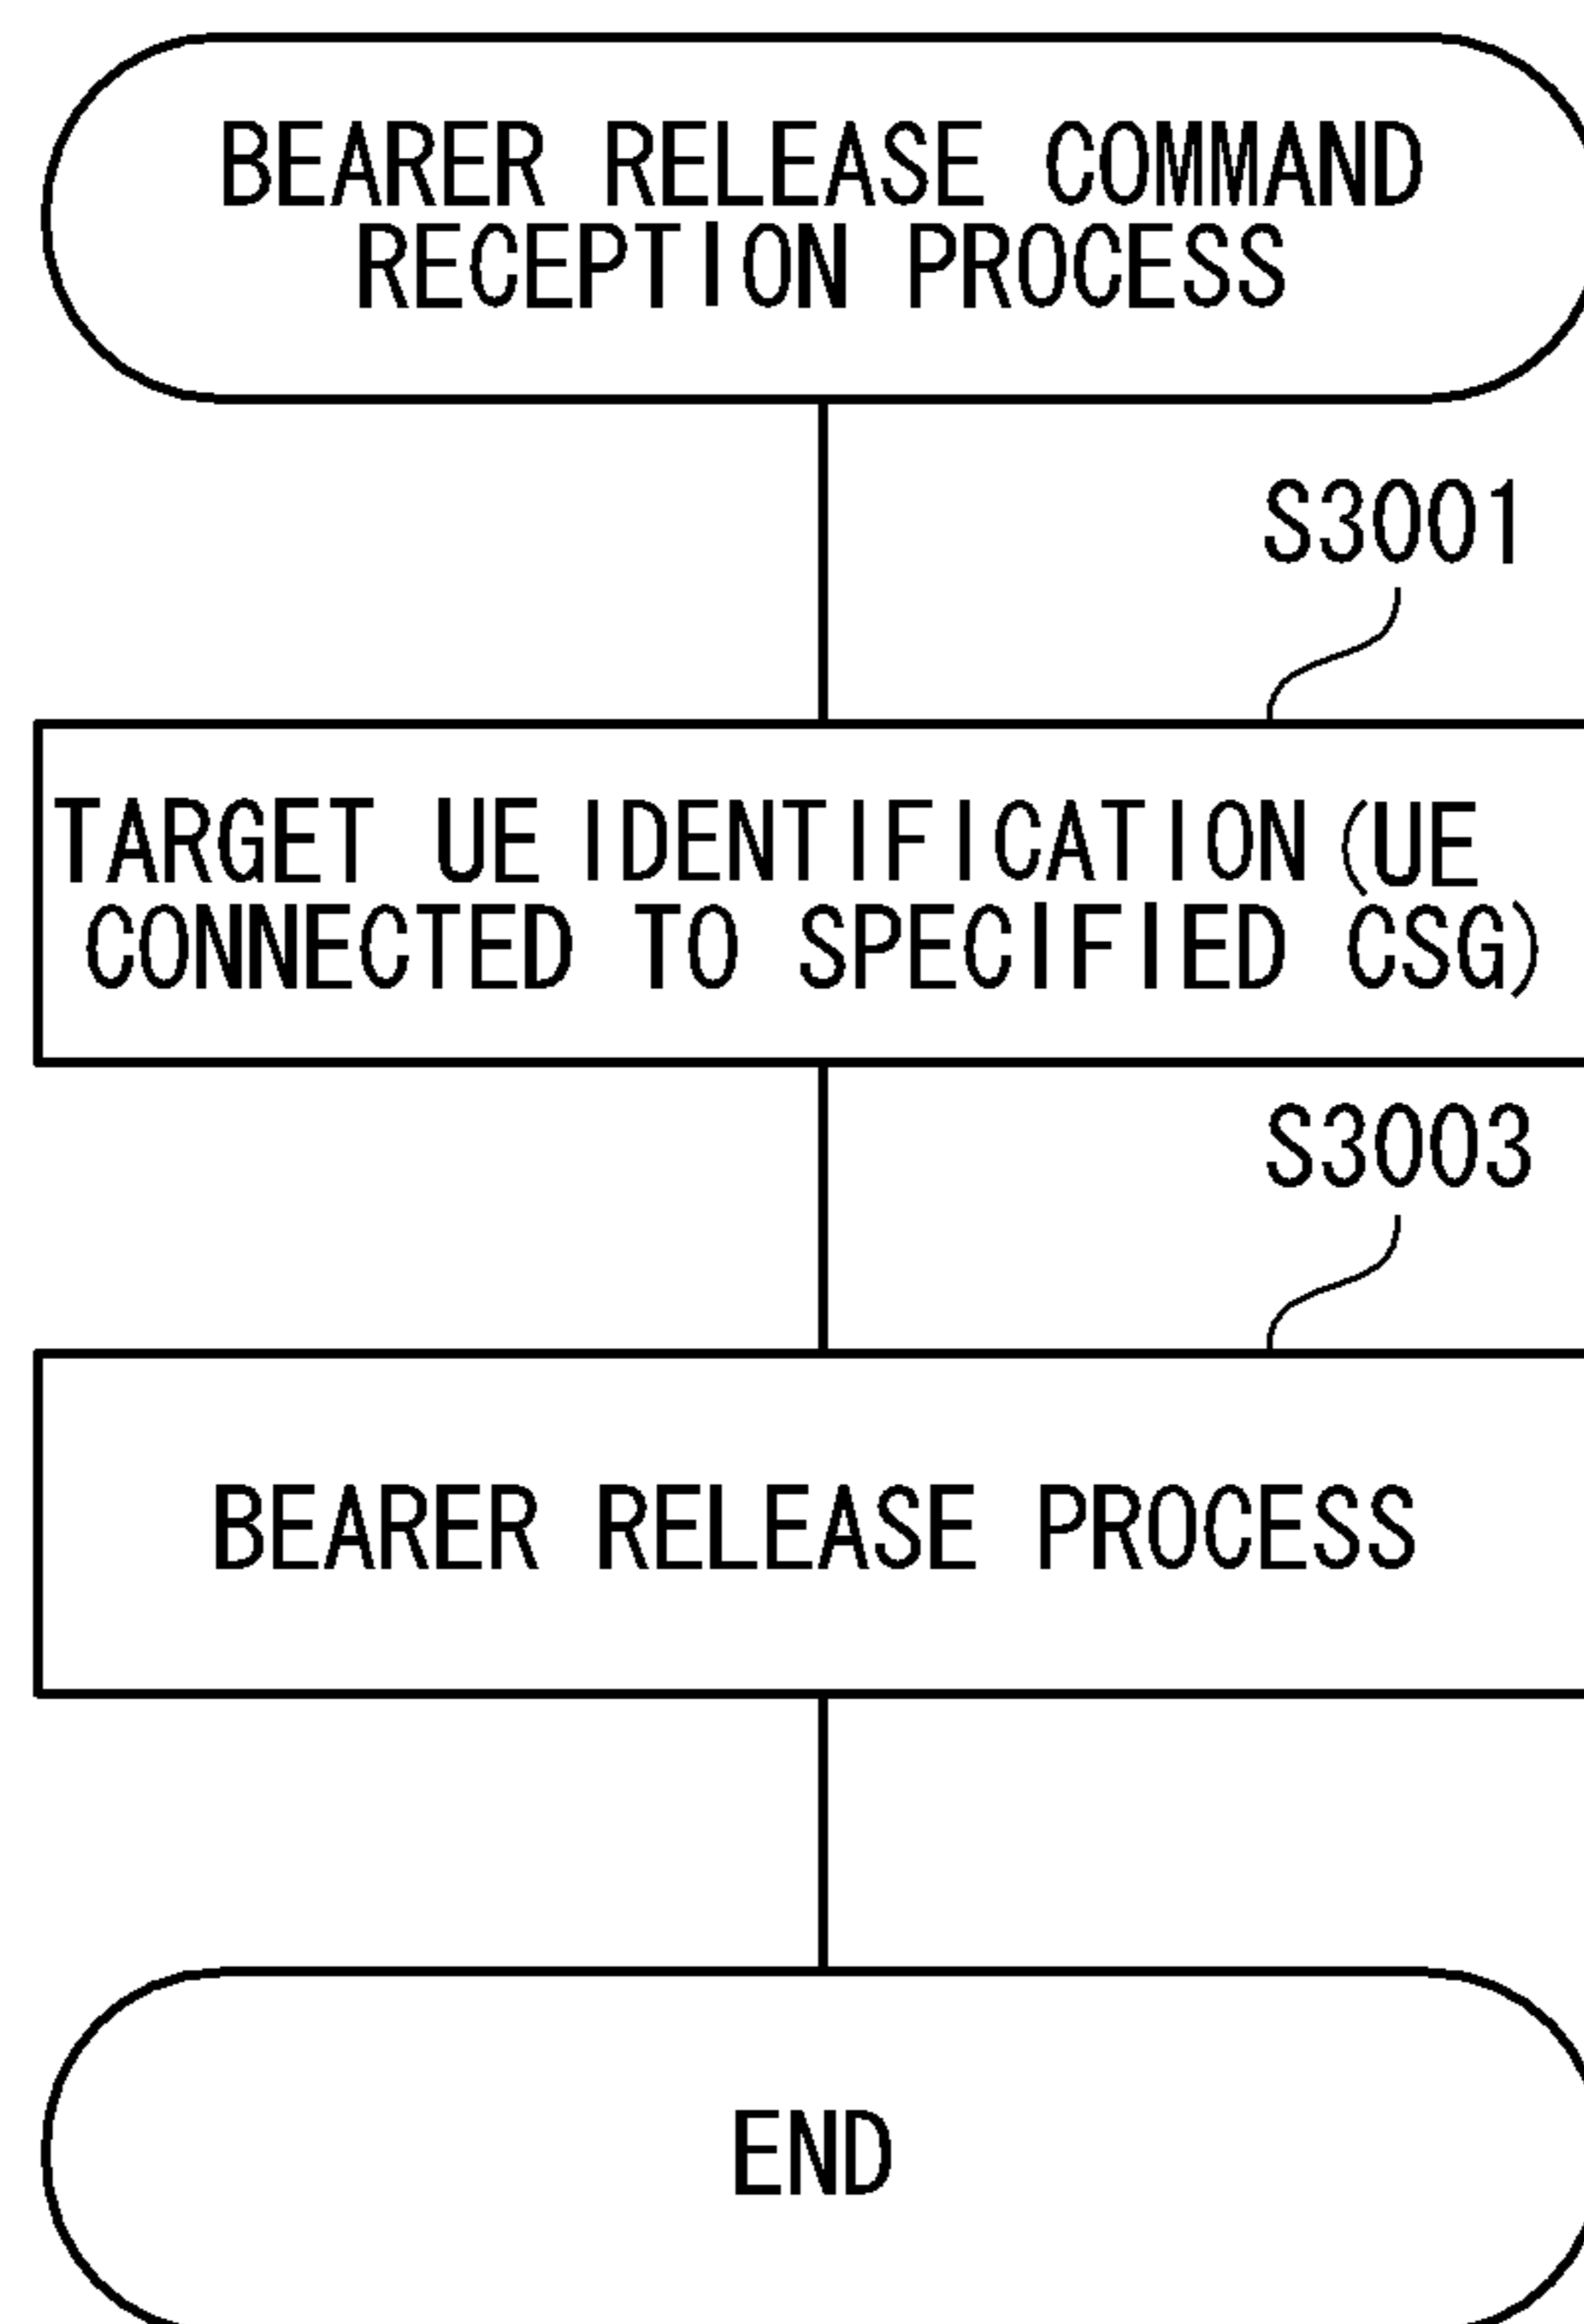 BEARER RELEASE COMMAND
RECEPTION PROCESS
S3001
TARGET UE IDENTIFICATION (UE
CONNECTED TO SPECIFIED CSG)
S3003
BEARER RELEASE PROCESS
END